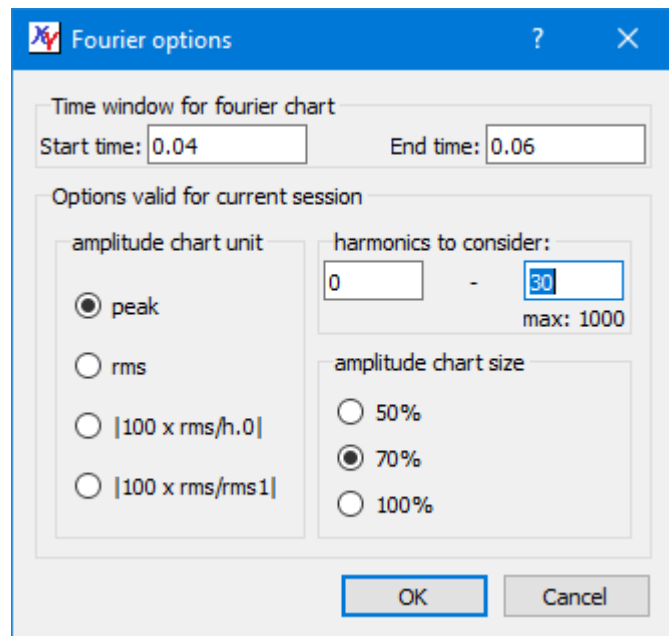 XY Fourier options ? ×
Time window for fourier chart
Start time: 0.04 End time: 0.06
Options valid for current session
amplitude chart unit
peak
rms
|100 x rms/h.0|
|100 x rms/rms1|
harmonics to consider:
0 - 30
max: 1000
amplitude chart size
50%
70%
100%
OK Cancel